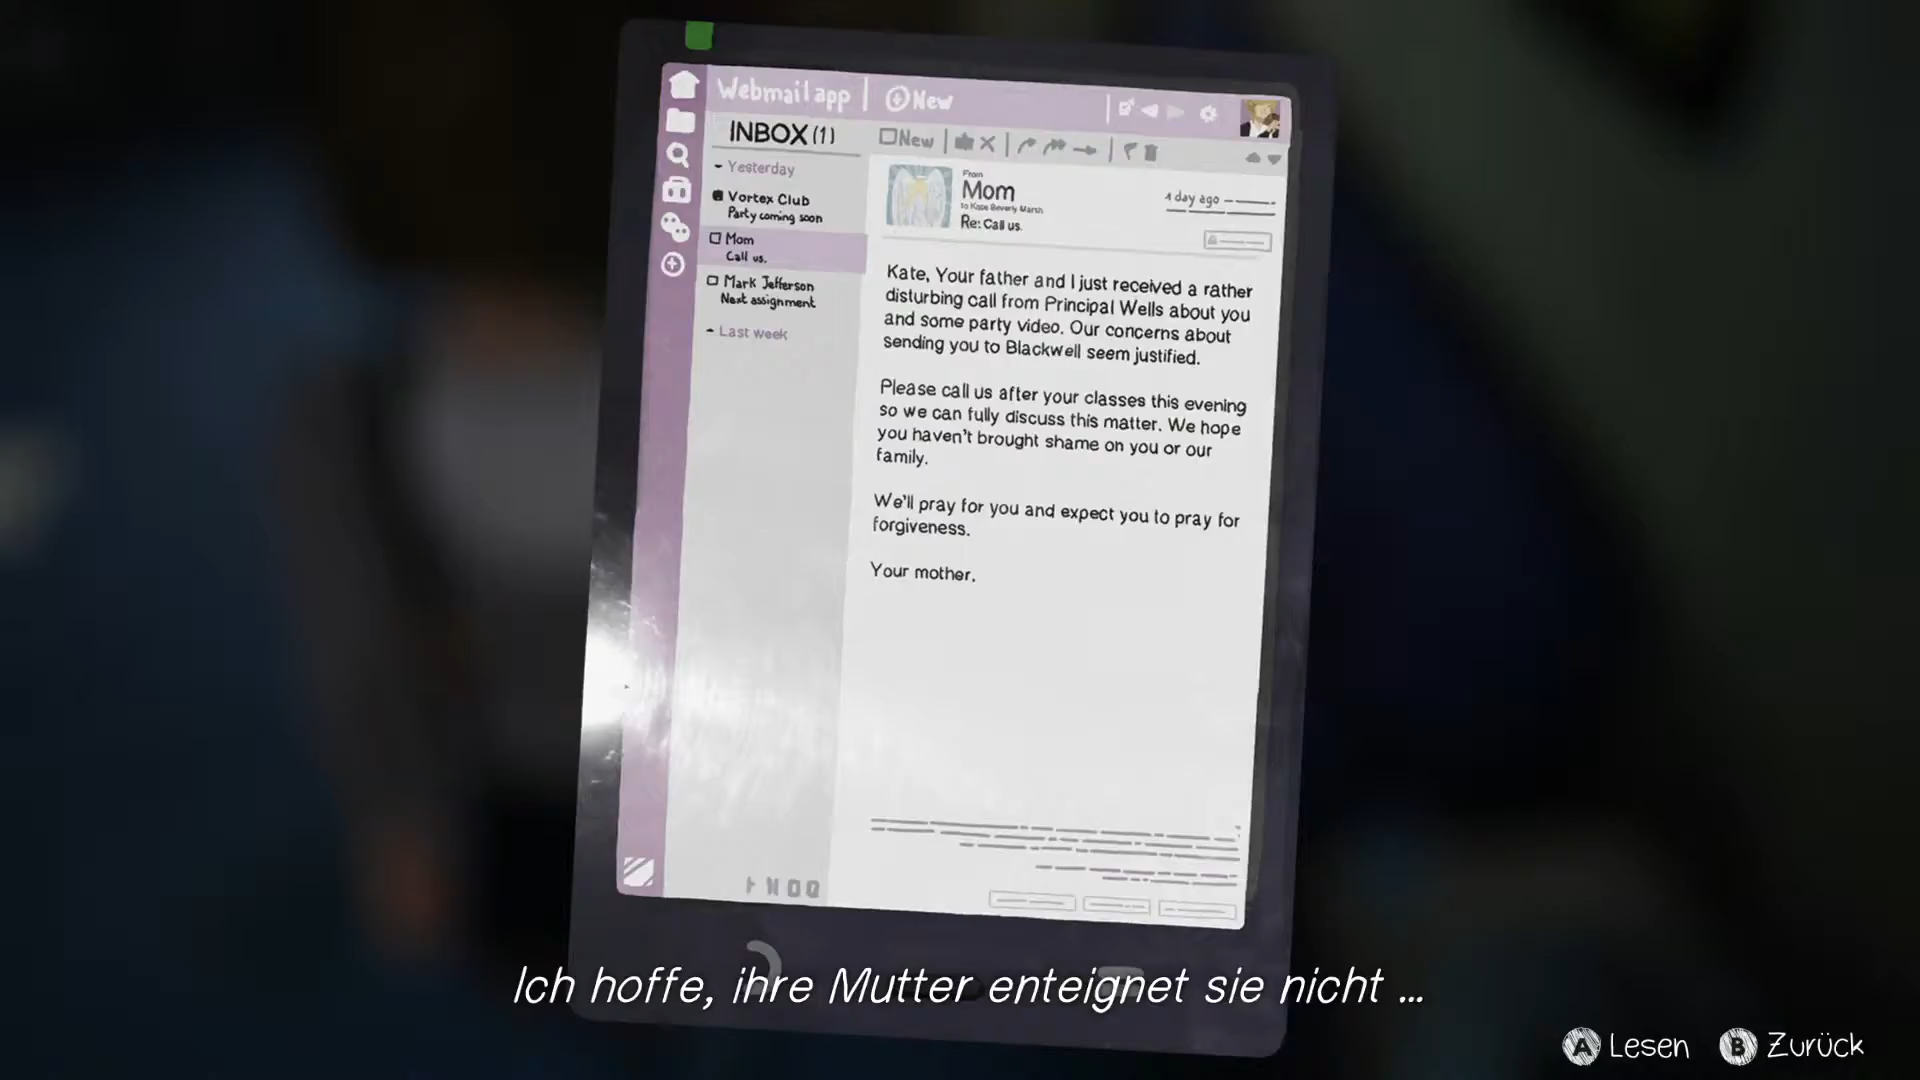 Webmail app
New
INBOX (1)
New
Yesterday
Vortex Club
Party coming soon
Mom
Call us.
Mark Jefferson
Next assignment
Last week
From
Mom
to Kate Beverly Marsh
Re: Call us.
1 day ago
Kate, Your father and I just received a rather
disturbing call from Principal Wells about you
and some party video. Our concerns about
sending you to Blackwell seem justified.
Please call us after your classes this evening
so we can fully discuss this matter. We hope
you haven't brought shame on you or our
family.
We'll pray for you and expect you to pray for
forgiveness.
Your mother.
Ich hoffe, ihre Mutter enteignet sie nicht ...
A Lesen
B Zurück